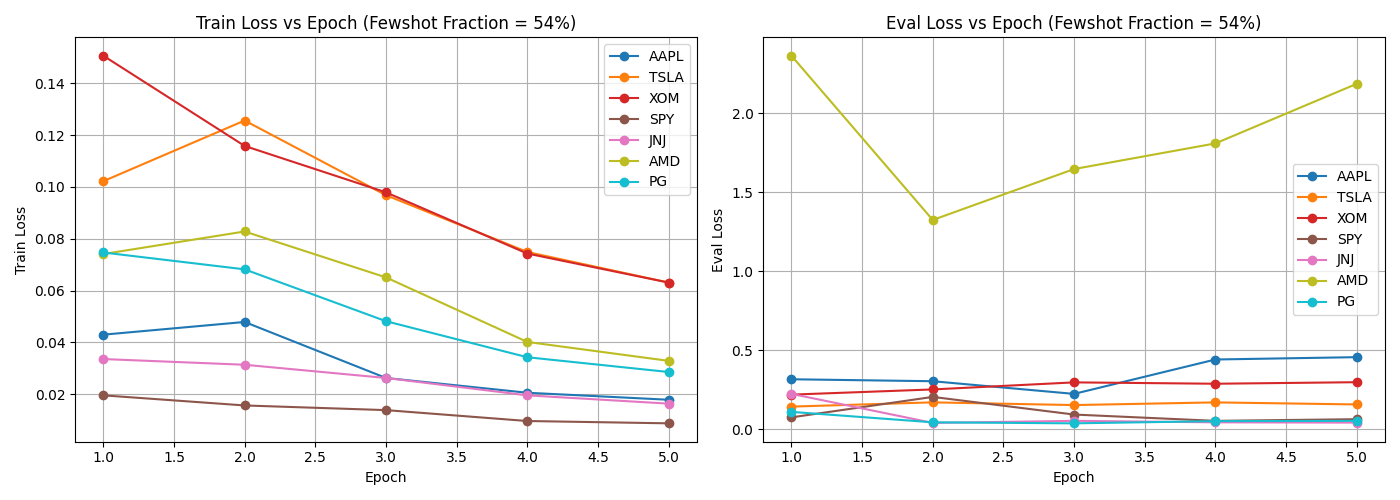 Train Loss vs Epoch (Fewshot Fraction = 54%)
Train Loss
0.14
0.12
0.10
0.08
0.06
0.04
0.02
1.0 1.5 2.0 2.5 3.0 3.5 4.0 4.5 5.0
Epoch
AAPL
TSLA
XOM
SPY
JNJ
AMD
PG
Eval Loss vs Epoch (Fewshot Fraction = 54%)
Eval Loss
2.0
1.5
1.0
0.5
0.0
1.0 1.5 2.0 2.5 3.0 3.5 4.0 4.5 5.0
Epoch
AAPL
TSLA
XOM
SPY
JNJ
AMD
PG